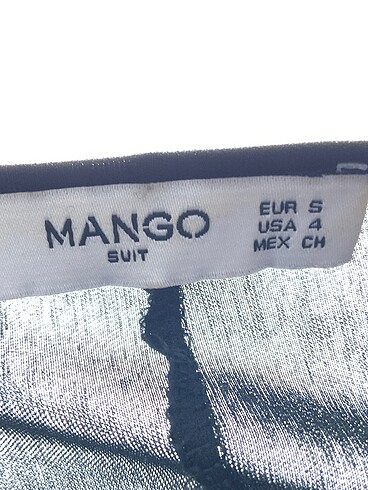 MANGO
SUIT
EUR S
USA 4
MEX CH